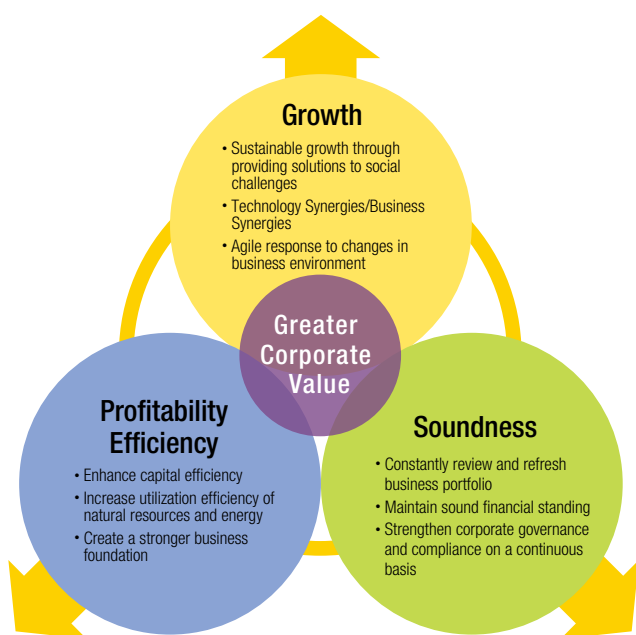 Growth
• Sustainable growth through
providing solutions to social
challenges
• Technology Synergies/Business
Synergies
• Agile response to changes in
business environment
Greater
Corporate
Value
Profitability
Efficiency
• Enhance capital efficiency
• Increase utilization efficiency of
natural resources and energy
• Create a stronger business
foundation
Soundness
• Constantly review and refresh
business portfolio
• Maintain sound financial standing
• Strengthen corporate governance
and compliance on a continuous
basis